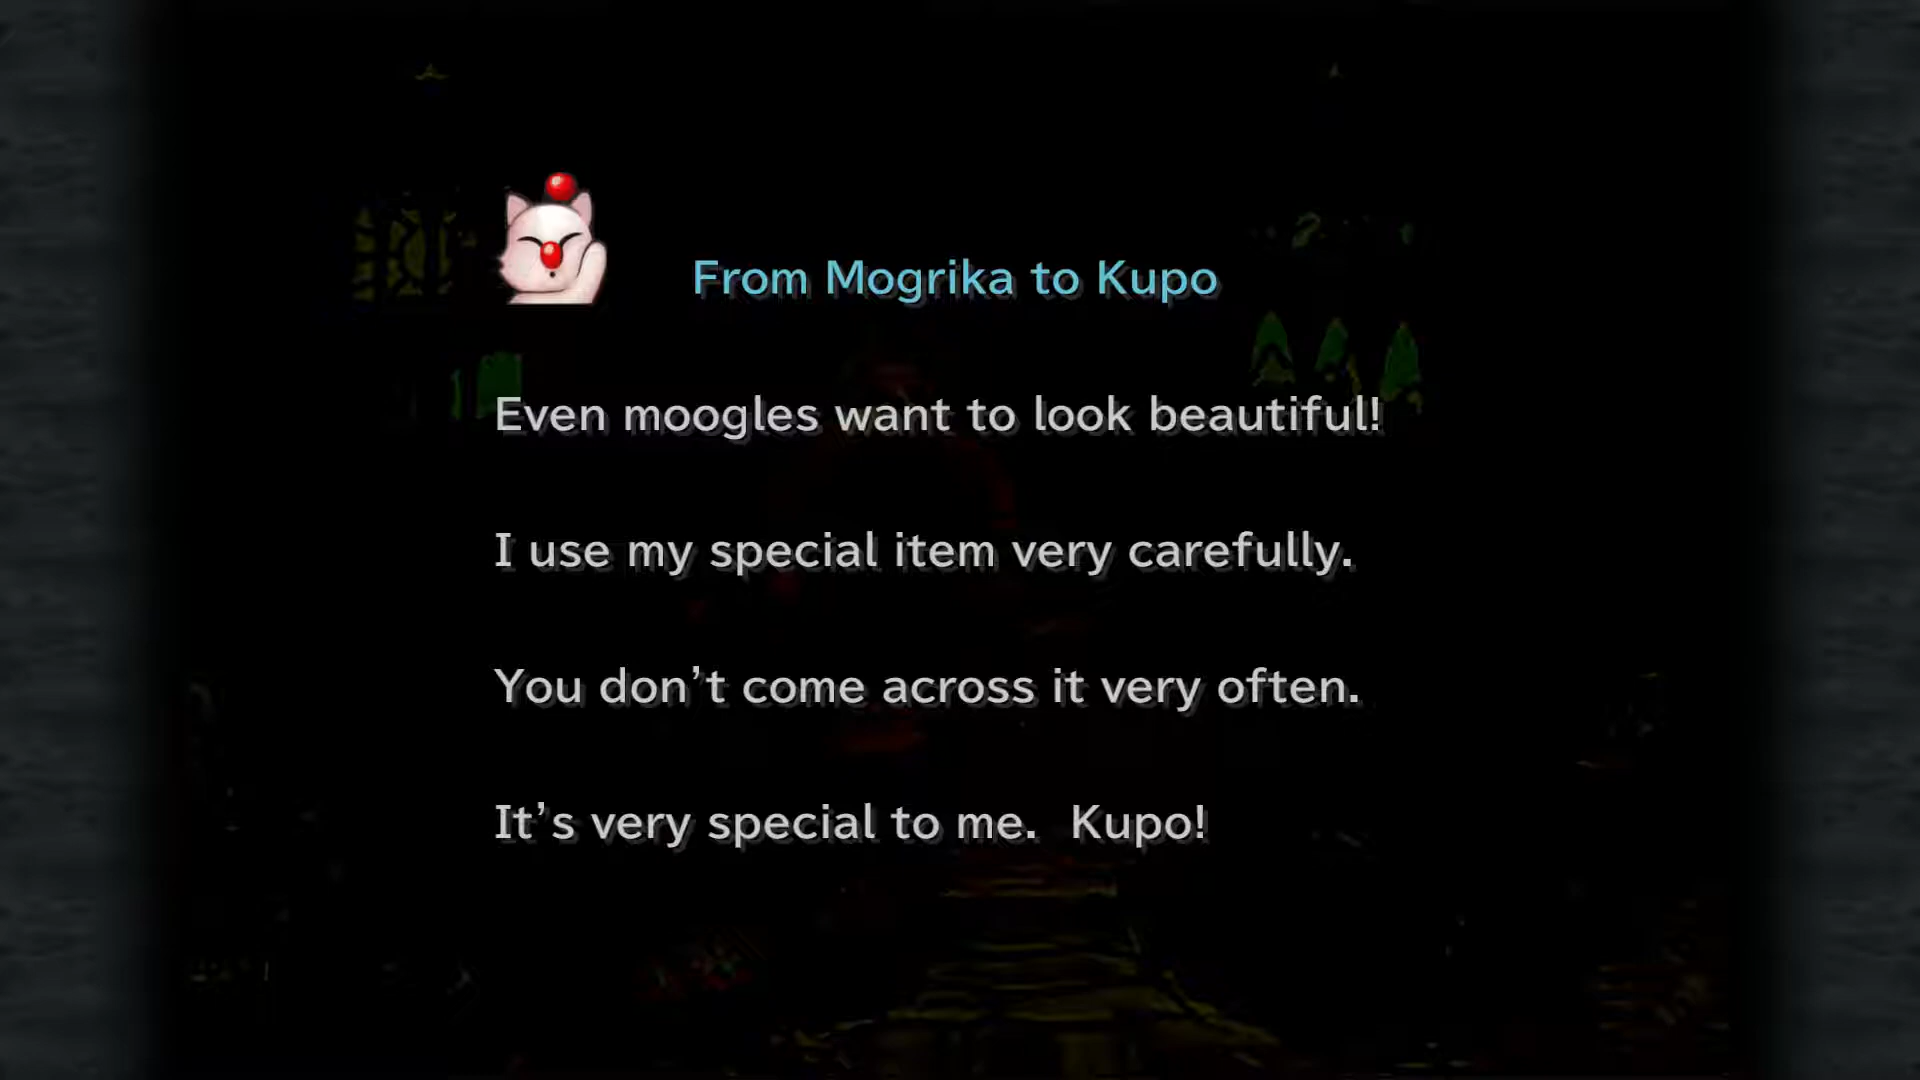 From Mogrika to Kupo
Even moogles want to look beautiful!
I use my special item very carefully.
You don’t come across it very often.
It’s very special to me.  Kupo!